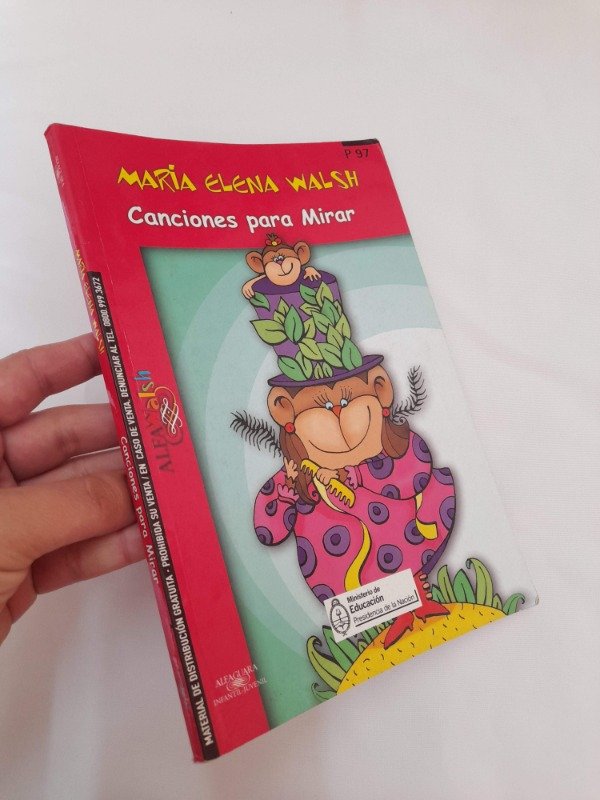 P 97
MARIA ELENA WALSH
Canciones para Mirar
ALFAWalsh
Ministerio de
Educación
Presidencia de la Nación
ALFAGUARA
INFANTIL JUVENIL
MARIA ELENA WALSH
Canciones para Mirar
MATERIAL DE DISTRIBUCIÓN GRATUITA - PROHIBIDA SU VENTA / EN CASO DE VENTA, DENUNCIAR AL TEL. 0800.999.3672